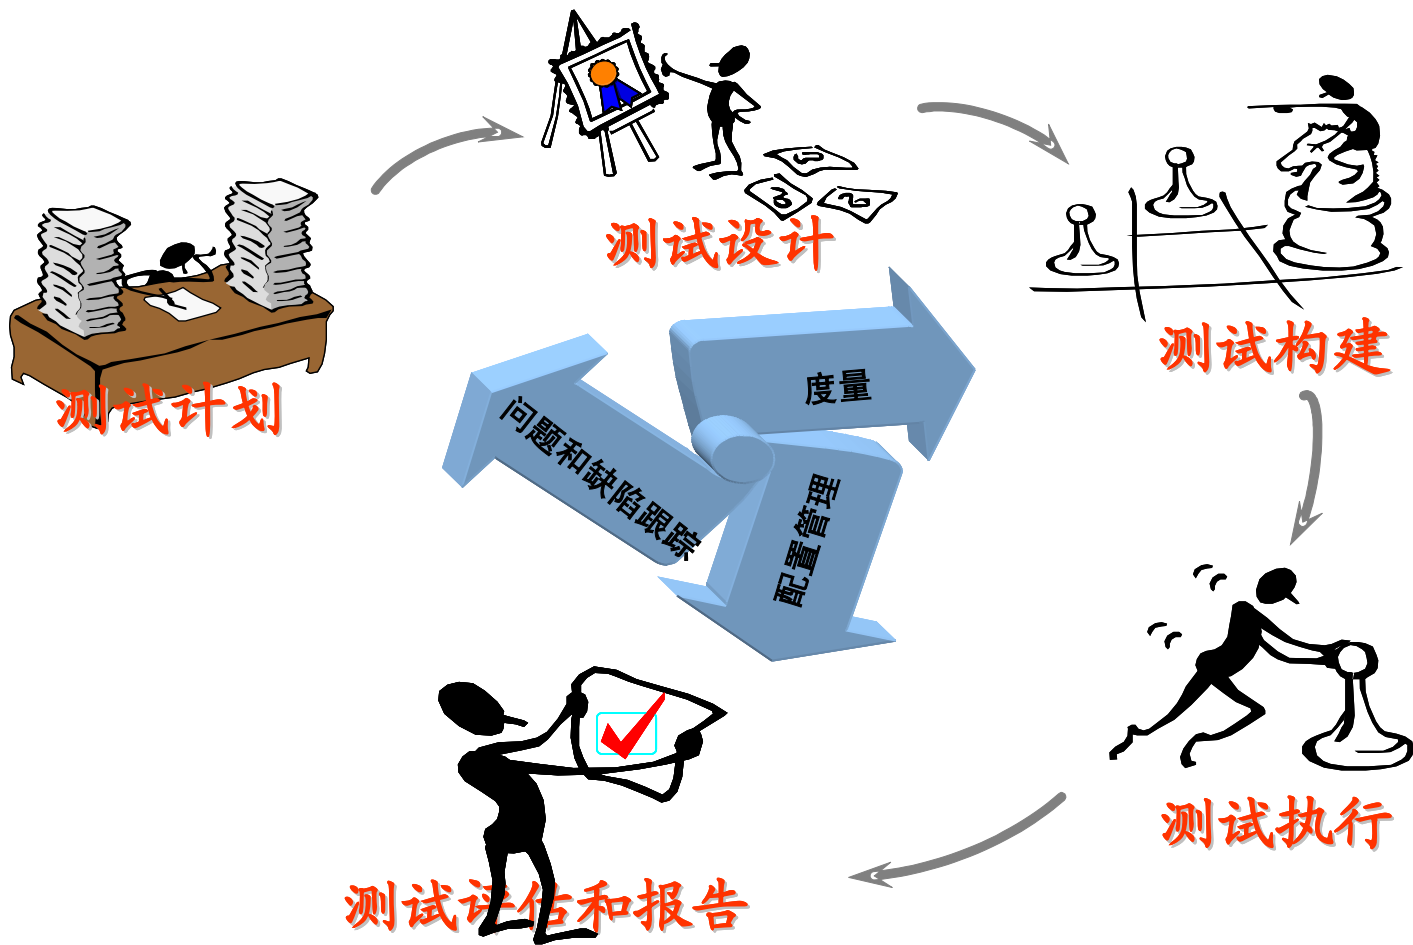 测试设计
测试构建
测试计划
度量
问题和缺陷跟踪
配置管理
测试执行
测试评估和报告